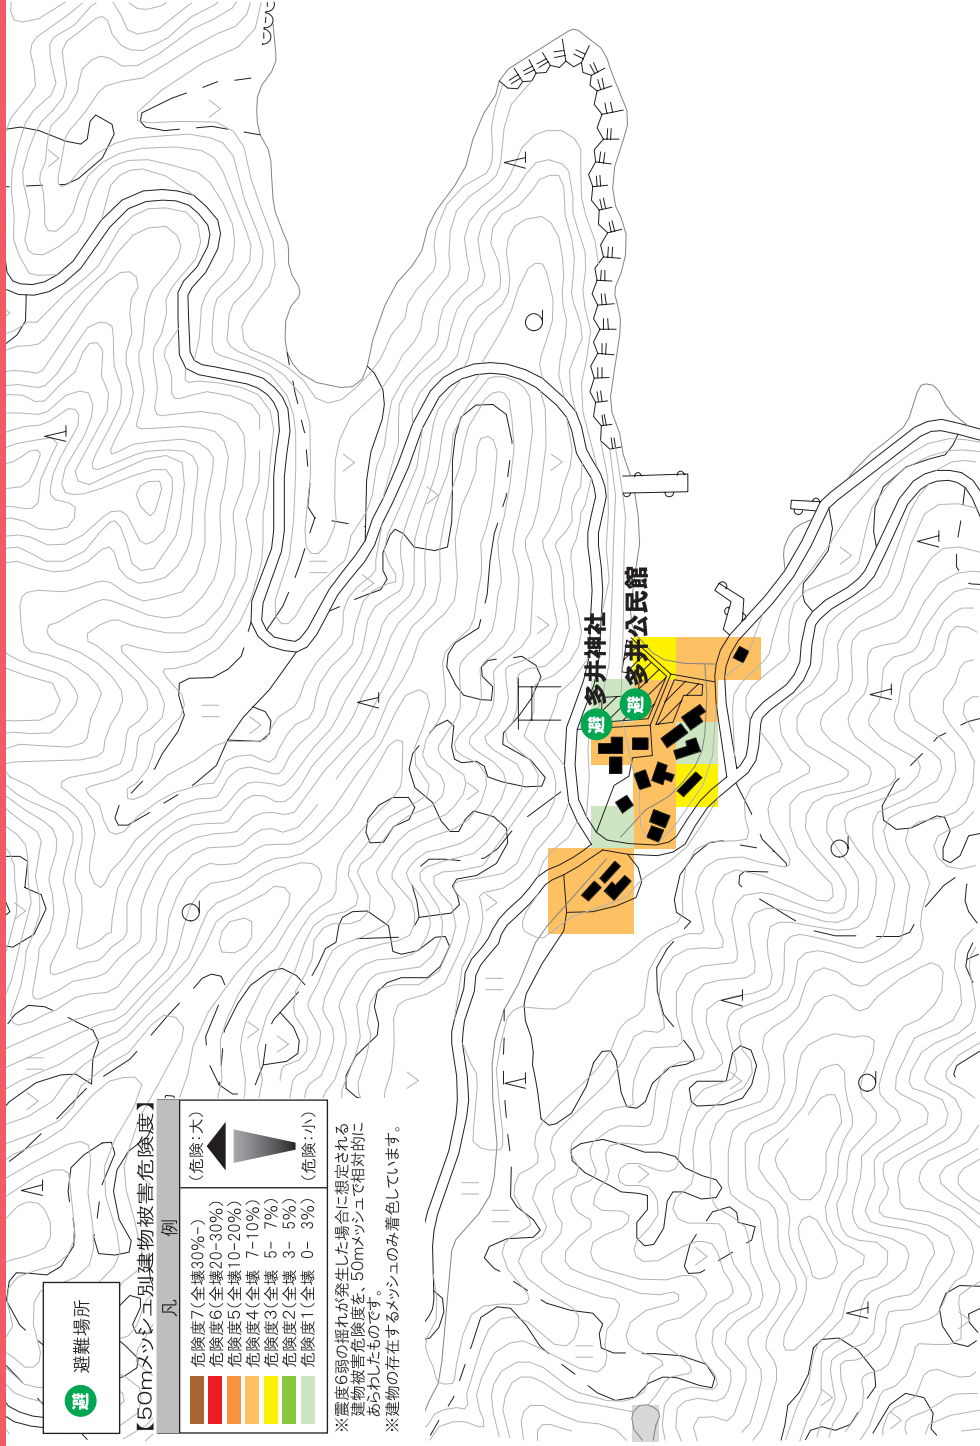 避 避難場所
【50mメッシュ別建物被害危険度】
凡 例
危険度7(全壊30%-)
危険度6(全壊20-30%)
危険度5(全壊10-20%)
危険度4(全壊 7-10%)
危険度3(全壊 5- 7%)
危険度2(全壊 3- 5%)
危険度1(全壊 0- 3%)
(危険:大)
(危険:小)
※震度6弱の揺れが発生した場合に想定される
建物被害危険度を、50mメッシュで相対的に
あらわしたものです。
※建物の存在するメッシュのみ着色しています。
避 多井神社
避 多井公民館